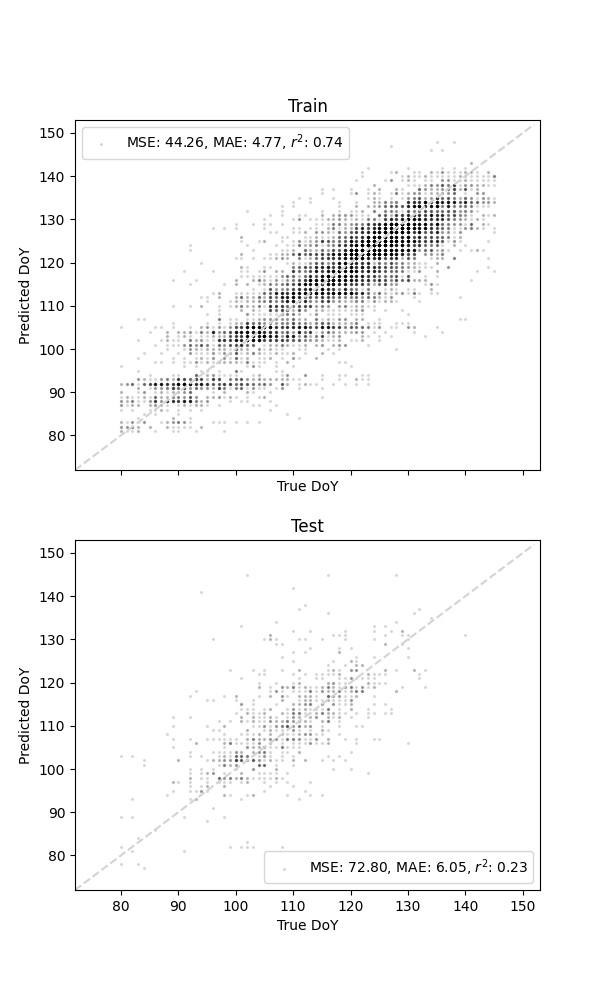 Train
MSE: 44.26, MAE: 4.77, r²: 0.74
150
140
130
120
110
100
90
80
Predicted DoY
True DoY
Test
150
140
130
120
110
100
90
80
Predicted DoY
MSE: 72.80, MAE: 6.05, r²: 0.23
80 90 100 110 120 130 140 150
True DoY